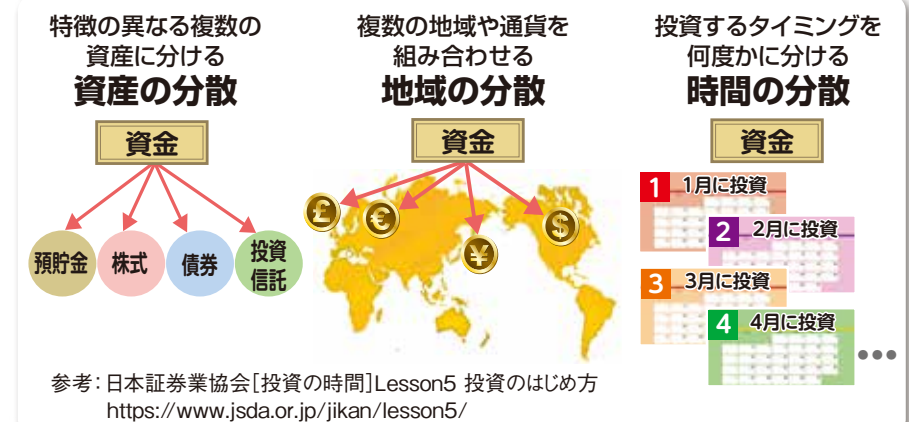 特徴の異なる複数の
資産に分ける
資産の分散
資金
預貯金
株式
債券
投資
信託
複数の地域や通貨を
組み合わせる
地域の分散
資金
£
€
¥
$
投資するタイミングを
何度かに分ける
時間の分散
資金
1 1月に投資
2 2月に投資
3 3月に投資
4 4月に投資
•••
参考：日本証券業協会［投資の時間］Lesson5 投資のはじめ方
https://www.jsda.or.jp/jikan/lesson5/